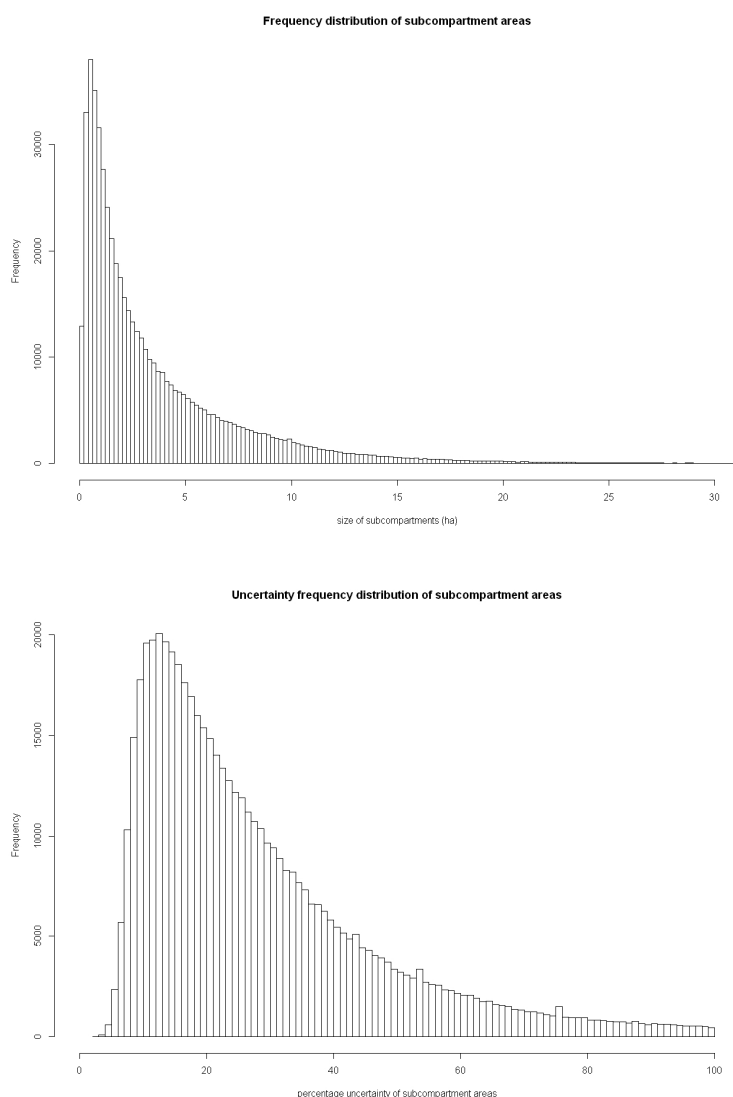 Frequency distribution of subcompartment areas
30000
20000
Frequency
10000
0
0 5 10 15 20 25 30
size of subcompartments (ha)
Uncertainty frequency distribution of subcompartment areas
20000
15000
Frequency
10000
5000
0
0 20 40 60 80 100
percentage uncertainty of subcompartment areas